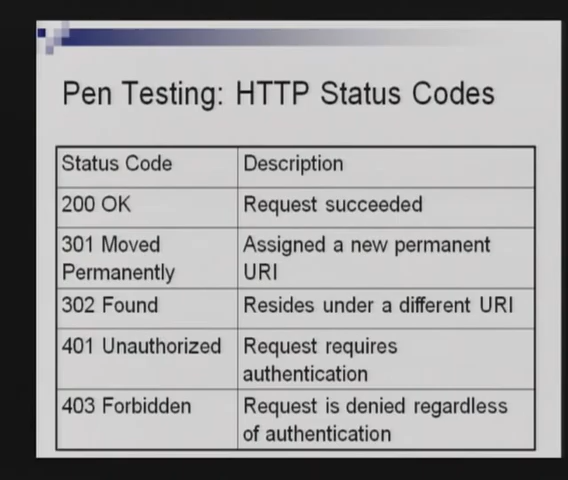 Pen Testing: HTTP Status Codes
Status Code Description
200 OK Request succeeded
301 Moved Assigned a new permanent
Permanently URI
302 Found Resides under a different URI
401 Unauthorized Request requires
authentication
403 Forbidden Request is denied regardless
of authentication